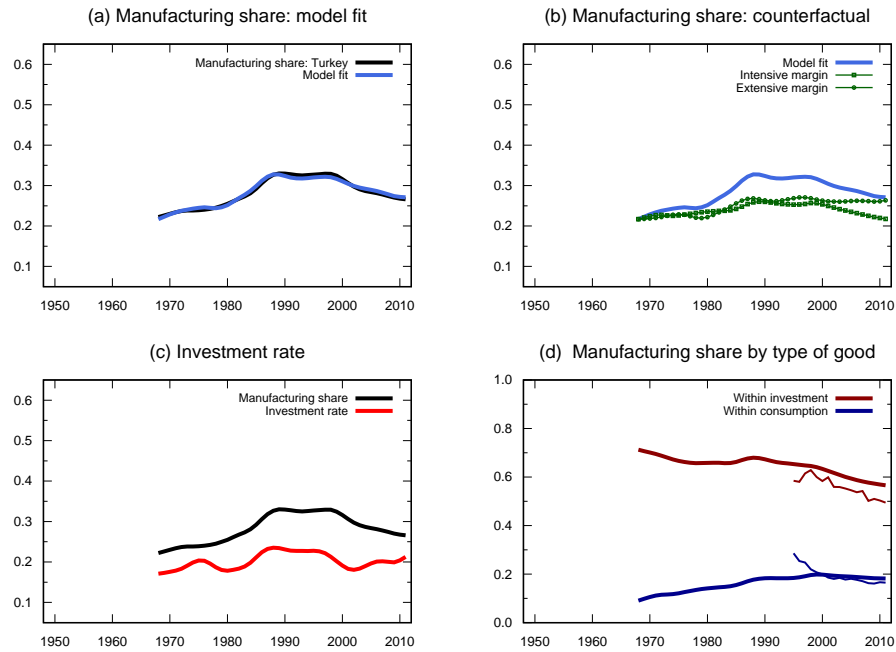 (a) Manufacturing share: model fit
0.6
0.5
0.4
0.3
0.2
0.1
Manufacturing share: Turkey
Model fit
1950 1960 1970 1980 1990 2000 2010
(b) Manufacturing share: counterfactual
0.6
0.5
0.4
0.3
0.2
0.1
Model fit
Intensive margin
Extensive margin
1950 1960 1970 1980 1990 2000 2010
(c) Investment rate
0.6
0.5
0.4
0.3
0.2
0.1
Manufacturing share
Investment rate
1950 1960 1970 1980 1990 2000 2010
(d) Manufacturing share by type of good
1.0
0.8
0.6
0.4
0.2
0.0
Within investment
Within consumption
1950 1960 1970 1980 1990 2000 2010